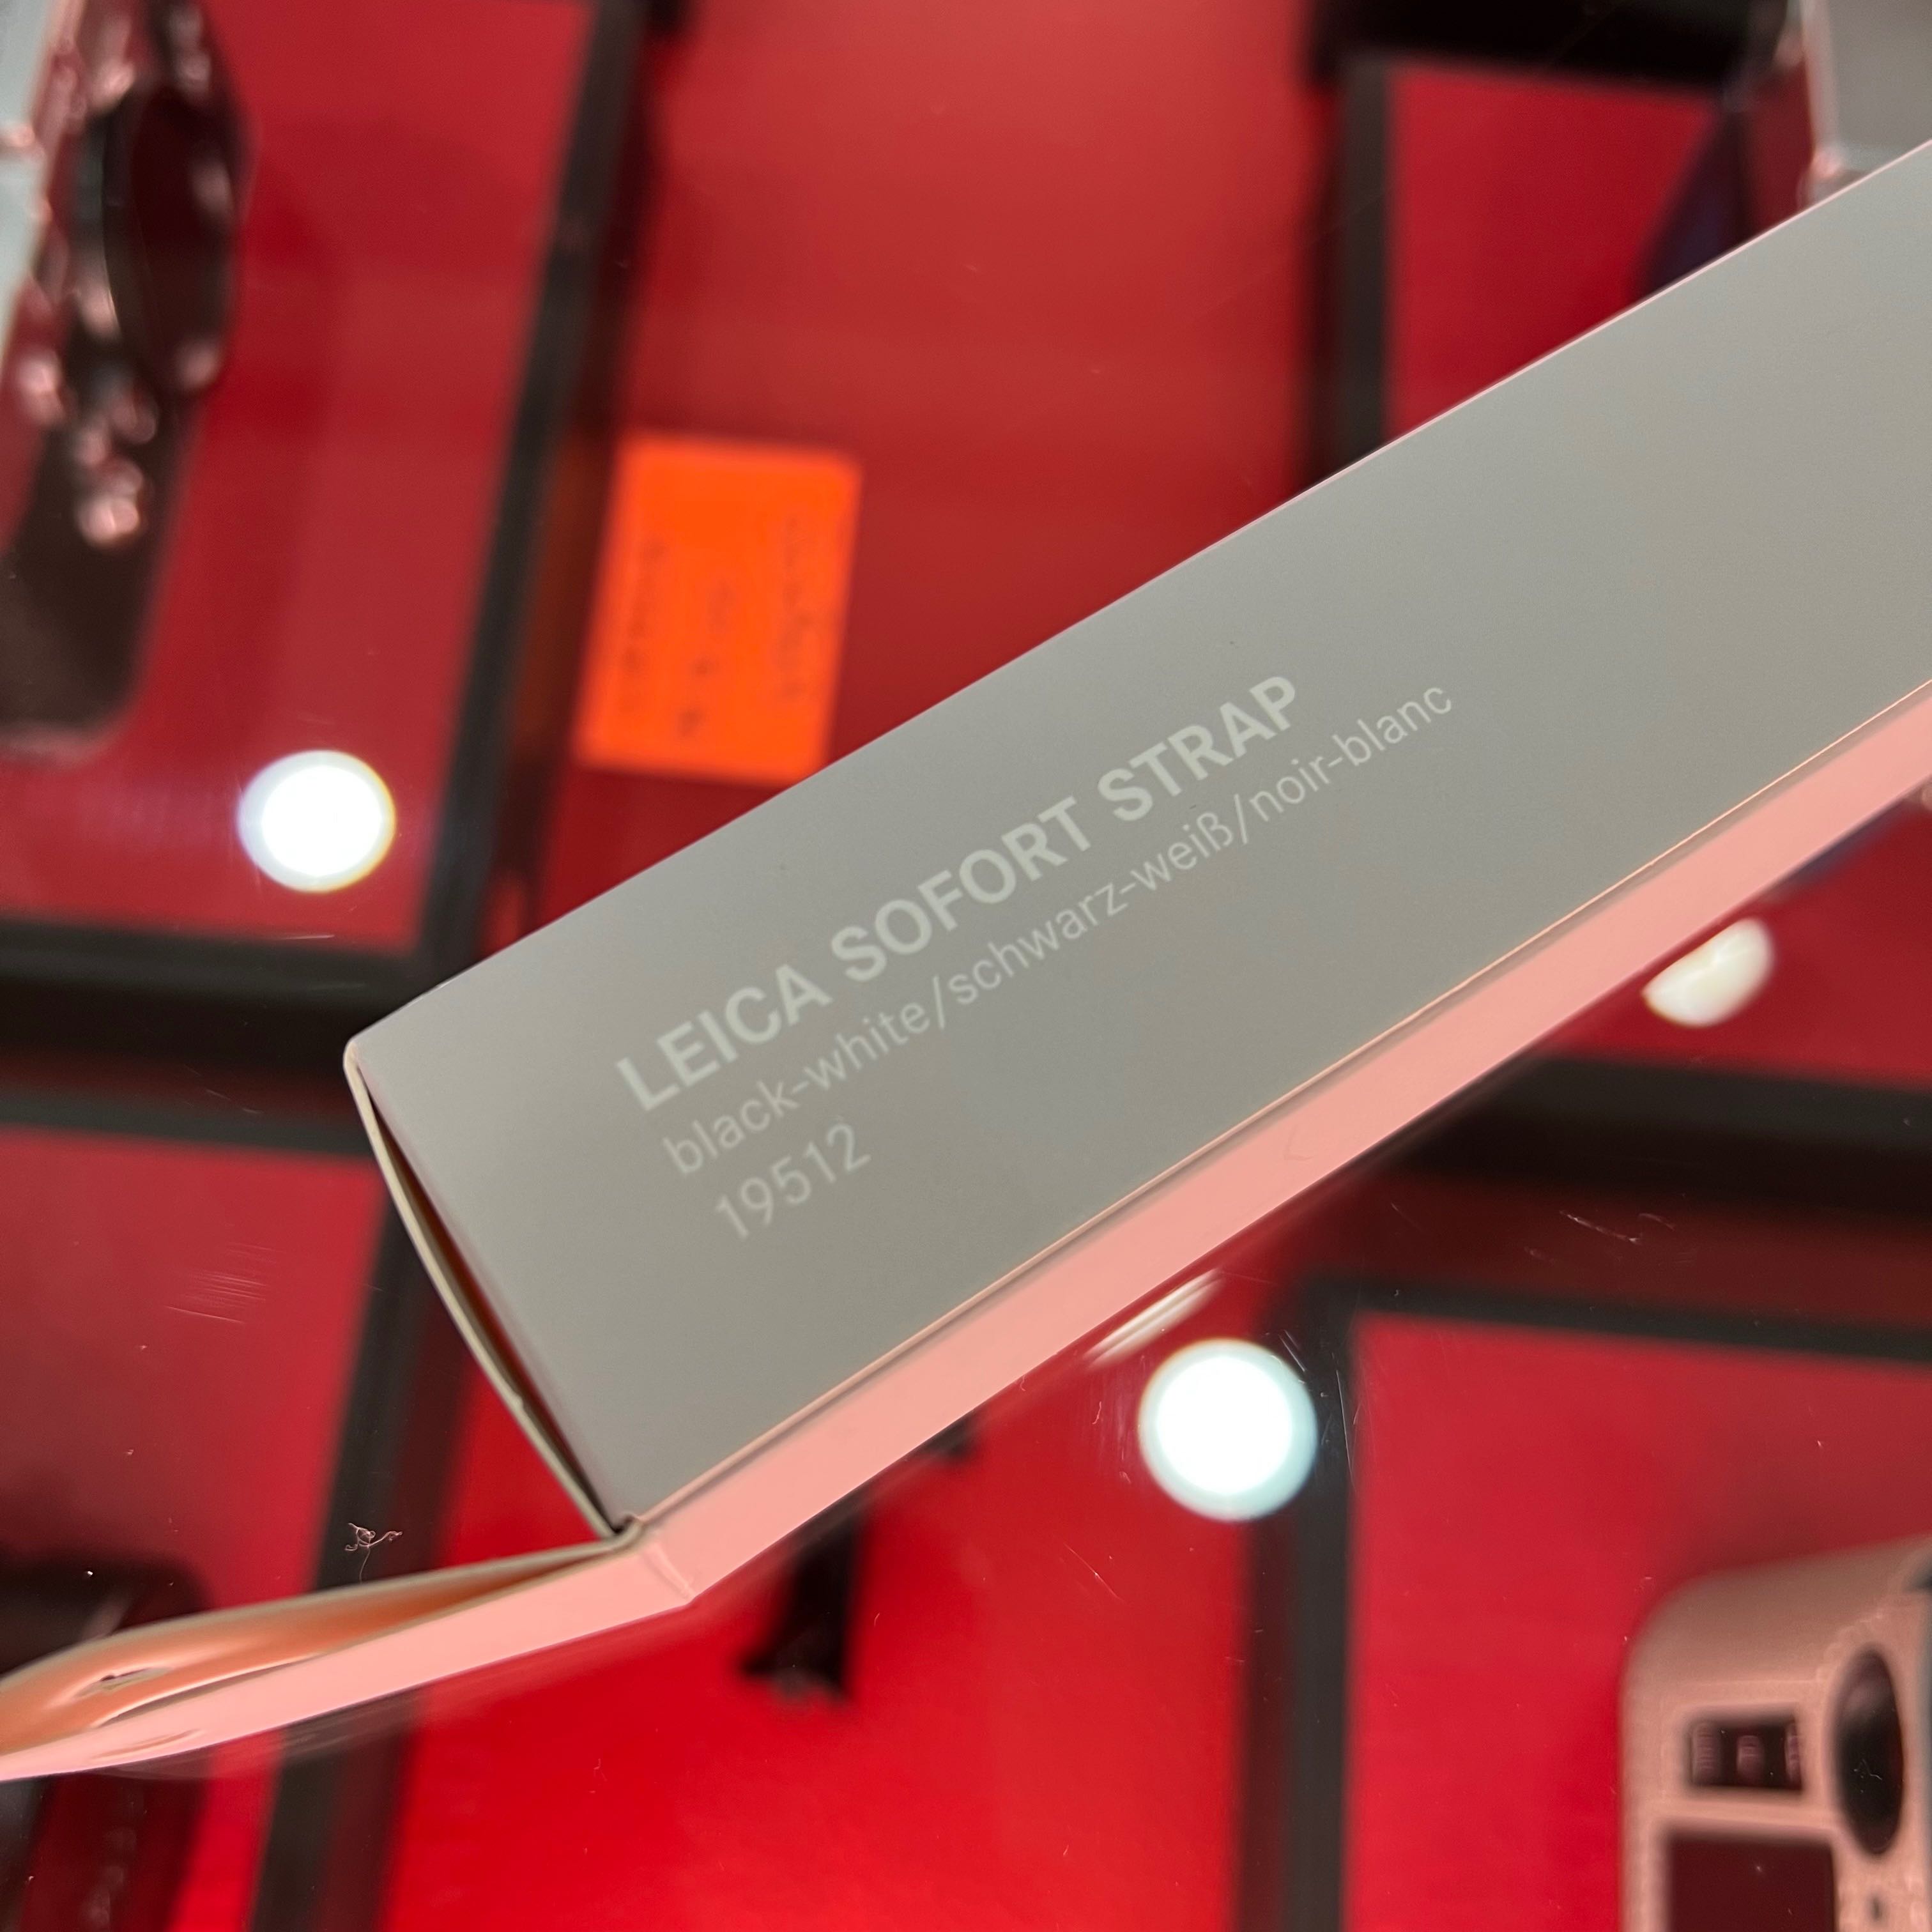 LEICA SOFORT STRAP
black-white/schwarz-weiß/noir-blanc
19512